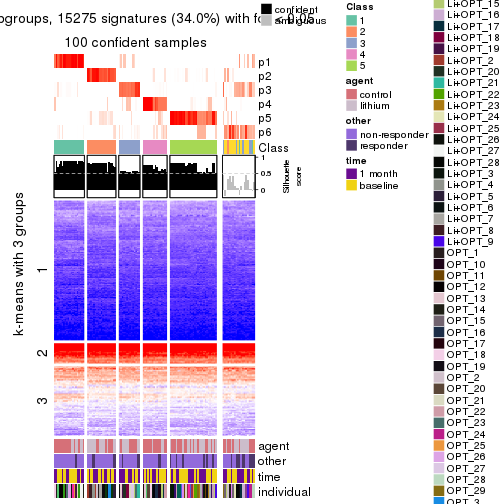 ogroups, 15275 signatures (34.0%) with fdr < 0.05
100 confident samples
confident
ambiguous
p1
p2
p3
p4
p5
p6
Class
1
0.5
0
Silhouette
score
k-means with 3 groups
1
2
3
agent
other
time
individual
Class
1
2
3
4
5
agent
control
lithium
other
non-responder
responder
time
1 month
baseline
Li+OPT_15
Li+OPT_16
Li+OPT_17
Li+OPT_18
Li+OPT_19
Li+OPT_2
Li+OPT_20
Li+OPT_21
Li+OPT_22
Li+OPT_23
Li+OPT_24
Li+OPT_25
Li+OPT_26
Li+OPT_27
Li+OPT_28
Li+OPT_3
Li+OPT_4
Li+OPT_5
Li+OPT_6
Li+OPT_7
Li+OPT_8
Li+OPT_9
OPT_1
OPT_10
OPT_11
OPT_12
OPT_13
OPT_14
OPT_15
OPT_16
OPT_17
OPT_18
OPT_19
OPT_2
OPT_20
OPT_21
OPT_22
OPT_23
OPT_24
OPT_25
OPT_26
OPT_27
OPT_28
OPT_29
OPT_3